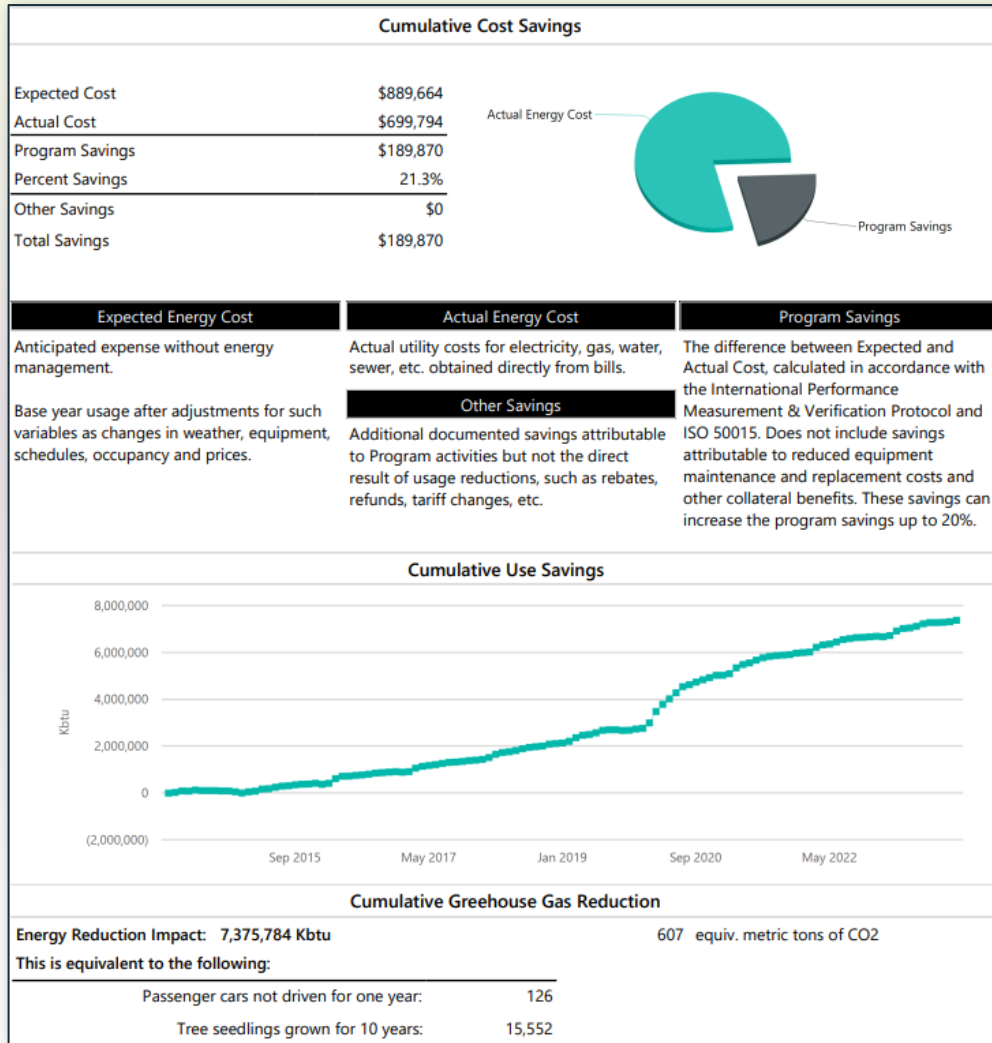 Cumulative Cost Savings
Expected Cost $889,664
Actual Cost $699,794
Program Savings $189,870
Percent Savings 21.3%
Other Savings $0
Total Savings $189,870
Actual Energy Cost
Program Savings
Expected Energy Cost
Anticipated expense without energy
management.
Base year usage after adjustments for such
variables as changes in weather, equipment,
schedules, occupancy and prices.
Actual Energy Cost
Actual utility costs for electricity, gas, water,
sewer, etc. obtained directly from bills.
Other Savings
Additional documented savings attributable
to Program activities but not the direct
result of usage reductions, such as rebates,
refunds, tariff changes, etc.
Program Savings
The difference between Expected and
Actual Cost, calculated in accordance with
the International Performance
Measurement & Verification Protocol and
ISO 50015. Does not include savings
attributable to reduced equipment
maintenance and replacement costs and
other collateral benefits. These savings can
increase the program savings up to 20%.
Cumulative Use Savings
Kbtu
8,000,000
6,000,000
4,000,000
2,000,000
0
(2,000,000)
Sep 2015 May 2017 Jan 2019 Sep 2020 May 2022
Cumulative Greehouse Gas Reduction
Energy Reduction Impact: 7,375,784 Kbtu 607 equiv. metric tons of CO2
This is equivalent to the following:
Passenger cars not driven for one year: 126
Tree seedlings grown for 10 years: 15,552